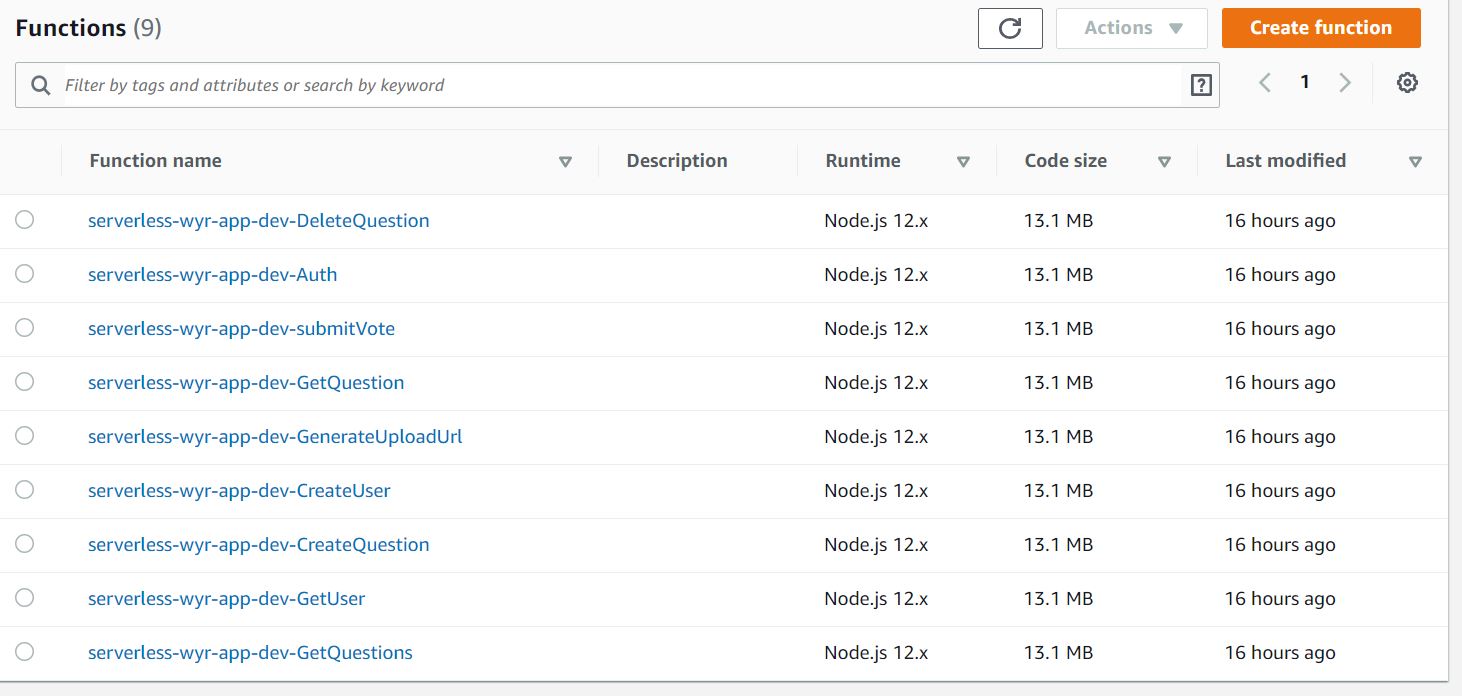 Functions (9)
Actions
Create function
Filter by tags and attributes or search by keyword
?
1
Function name Description Runtime Code size Last modified
serverless-wyr-app-dev-DeleteQuestion Node.js 12.x 13.1 MB 16 hours ago
serverless-wyr-app-dev-Auth Node.js 12.x 13.1 MB 16 hours ago
serverless-wyr-app-dev-submitVote Node.js 12.x 13.1 MB 16 hours ago
serverless-wyr-app-dev-GetQuestion Node.js 12.x 13.1 MB 16 hours ago
serverless-wyr-app-dev-GenerateUploadUrl Node.js 12.x 13.1 MB 16 hours ago
serverless-wyr-app-dev-CreateUser Node.js 12.x 13.1 MB 16 hours ago
serverless-wyr-app-dev-CreateQuestion Node.js 12.x 13.1 MB 16 hours ago
serverless-wyr-app-dev-GetUser Node.js 12.x 13.1 MB 16 hours ago
serverless-wyr-app-dev-GetQuestions Node.js 12.x 13.1 MB 16 hours ago